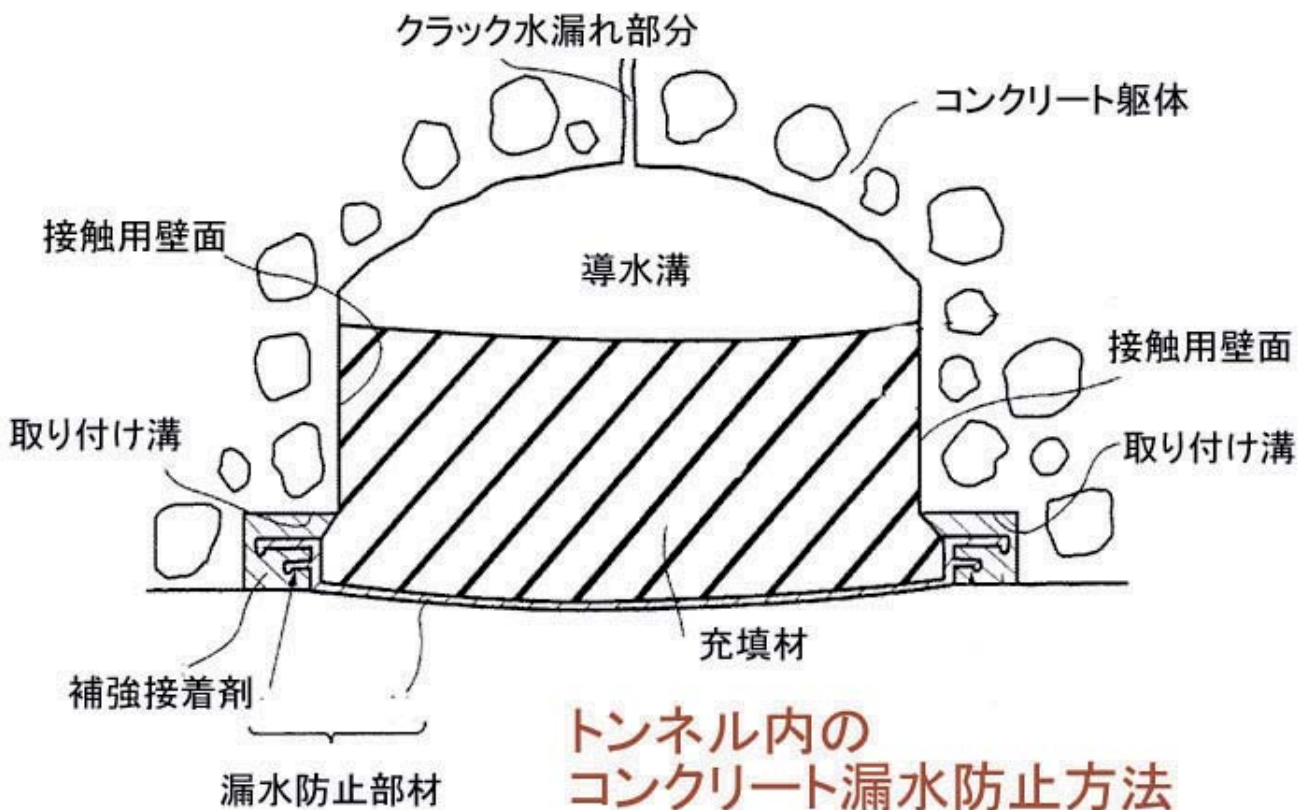 クラック水漏れ部分
コンクリート躯体
接触用壁面
導水溝
接触用壁面
取り付け溝
取り付け溝
充填材
補強接着剤
漏水防止部材
トンネル内の
コンクリート漏水防止方法